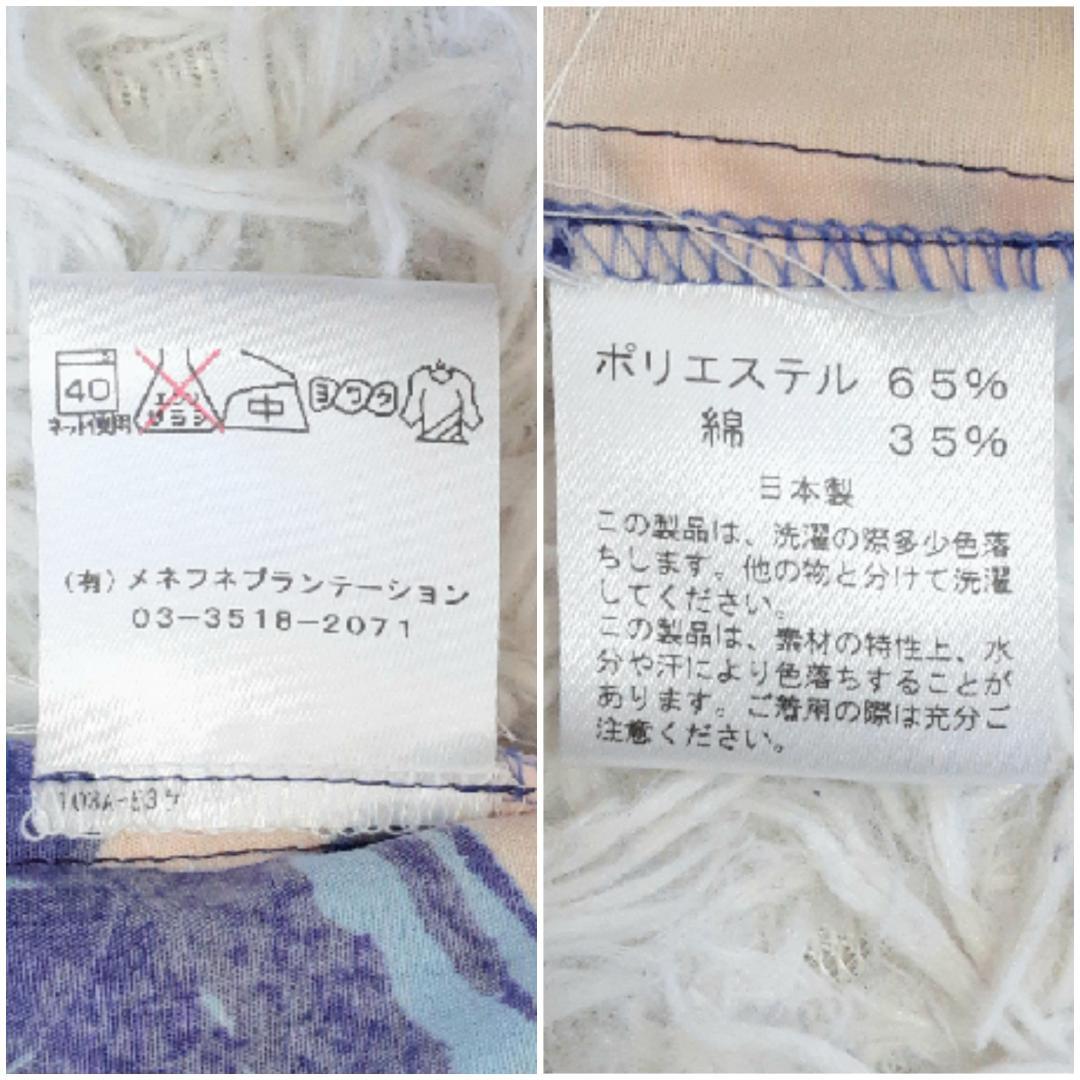 40
ネット使用
エンソ
サラシ
中
ヨワク
(有)メネフネプランテーション
03-3518-2071
ポリエステル 65%
綿 35%
日本製
この製品は、洗濯の際多少色落
ちします。他の物と分けて洗濯
してください。
この製品は、素材の特性上、水
分や汗により色落ちすることが
あります。ご着用の際は充分ご
注意ください。